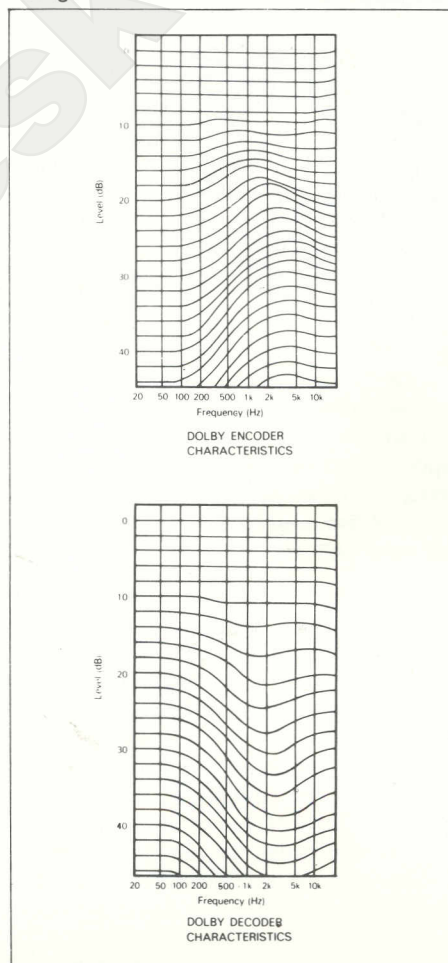 0
10
20
30
40
Level (dB)
20 50 100 200 500 1k 2k 5k 10k
Frequency (Hz)
DOLBY ENCODER
CHARACTERISTICS
0
10
20
30
40
Level (dB)
20 50 100 200 500 1k 2k 5k 10k
Frequency (Hz)
DOLBY DECODER
CHARACTERISTICS